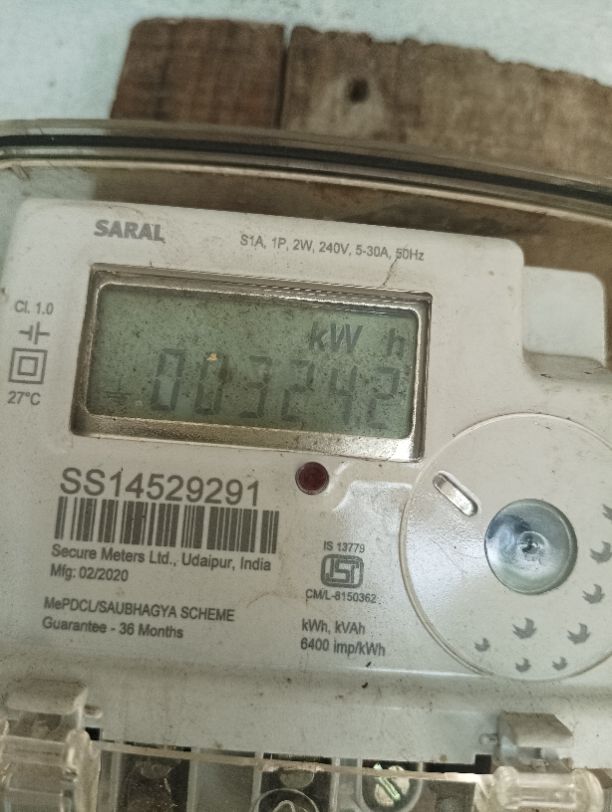 SARAL
S1A, 1P, 2W, 240V, 5-30A, 50Hz
Cl. 1.0
27°C
kW h
003242
SS14529291
Secure Meters Ltd., Udaipur, India
Mfg: 02/2020
MePDCL/SAUBHAGYA SCHEME
Guarantee - 36 Months
IS 13779
ISI
CM/L-8150362
kWh, kVAh
6400 imp/kWh